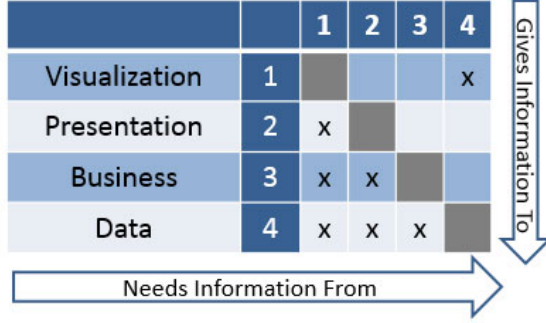 1 2 3 4
Visualization 1 x
Presentation 2 x
Business 3 x x
Data 4 x x x
Needs Information From
Gives Information To